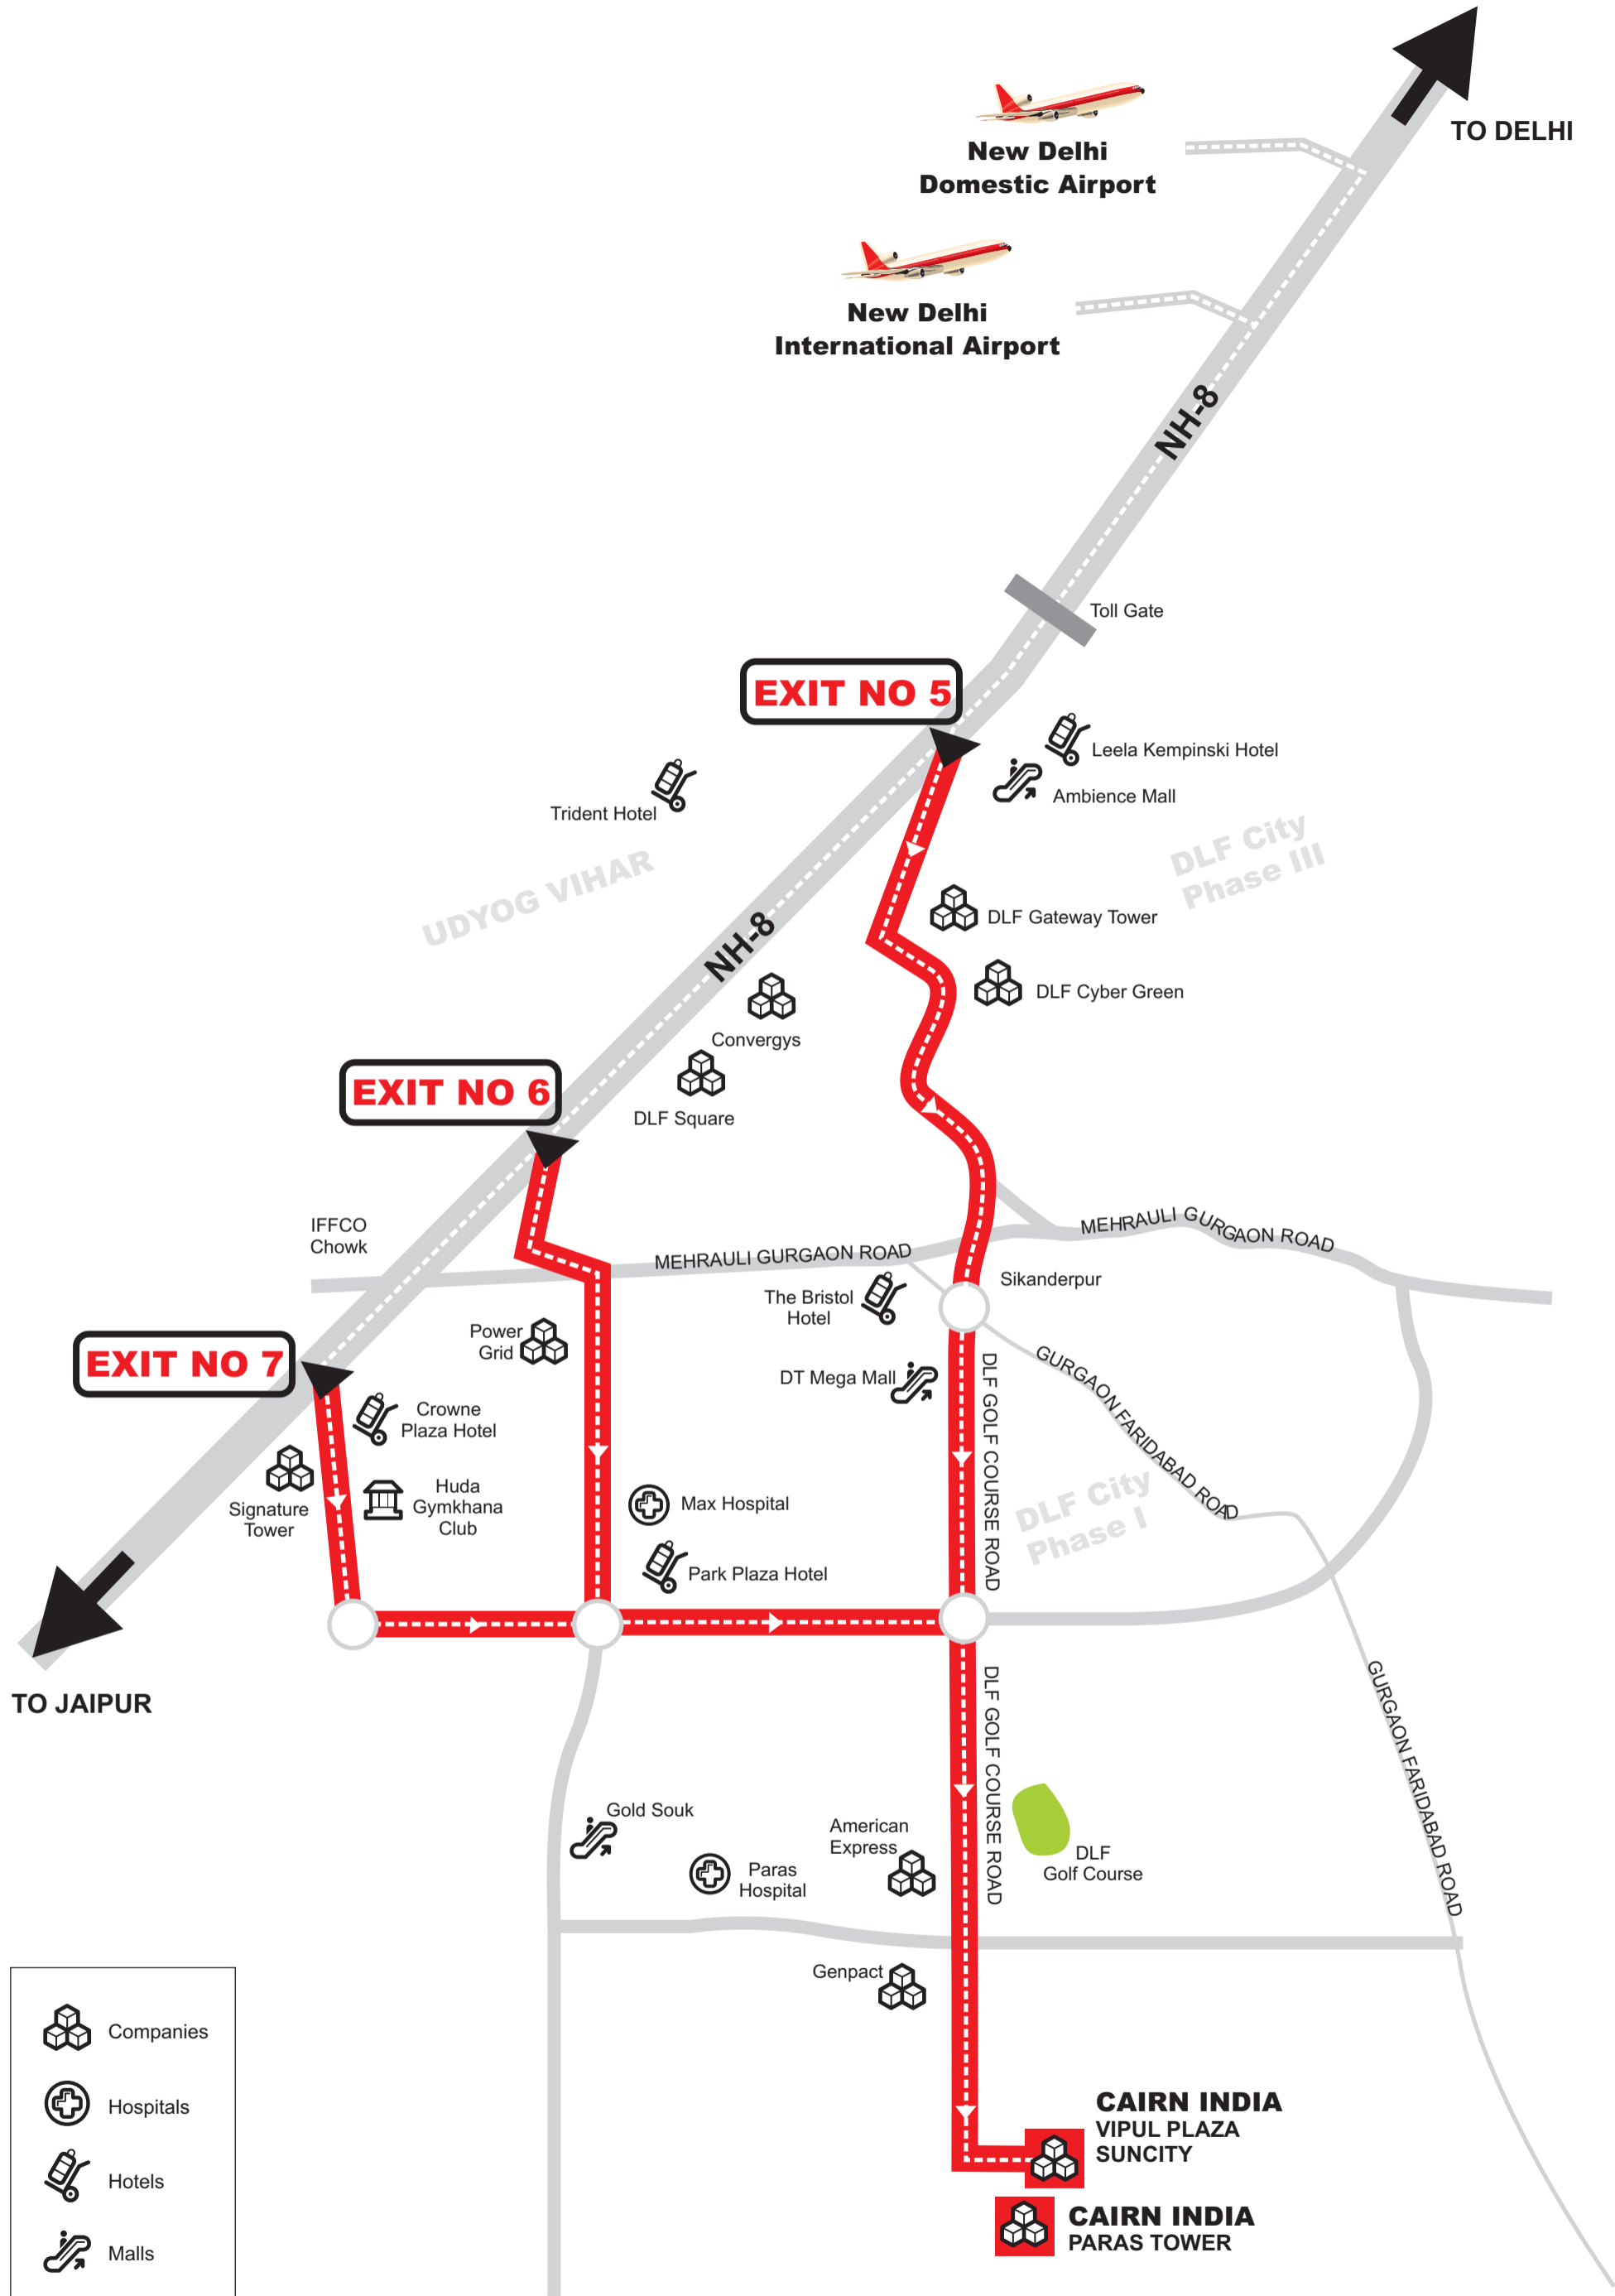 TO DELHI
New Delhi
Domestic Airport
New Delhi
International Airport
NH-8
Toll Gate
EXIT NO 5
Leela Kempinski Hotel
Ambience Mall
Trident Hotel
DLF City
Phase III
UDYOG VIHAR
DLF Gateway Tower
NH-8
DLF Cyber Green
Convergys
EXIT NO 6
DLF Square
IFFCO
Chowk
MEHRAULI GURGAON ROAD
MEHRAULI GURGAON ROAD
Sikanderpur
The Bristol
Hotel
Power
Grid
EXIT NO 7
DT Mega Mall
GURGAON FARIDABAD ROAD
DLF GOLF COURSE ROAD
Crowne
Plaza Hotel
Huda
Gymkhana
Club
Signature
Tower
Max Hospital
DLF City
Phase I
Park Plaza Hotel
TO JAIPUR
DLF GOLF COURSE ROAD
GURGAON FARIDABAD ROAD
Gold Souk
American
Express
DLF
Golf Course
Paras
Hospital
Genpact
Companies
Hospitals
Hotels
Malls
CAIRN INDIA
VIPUL PLAZA
SUNCITY
CAIRN INDIA
PARAS TOWER